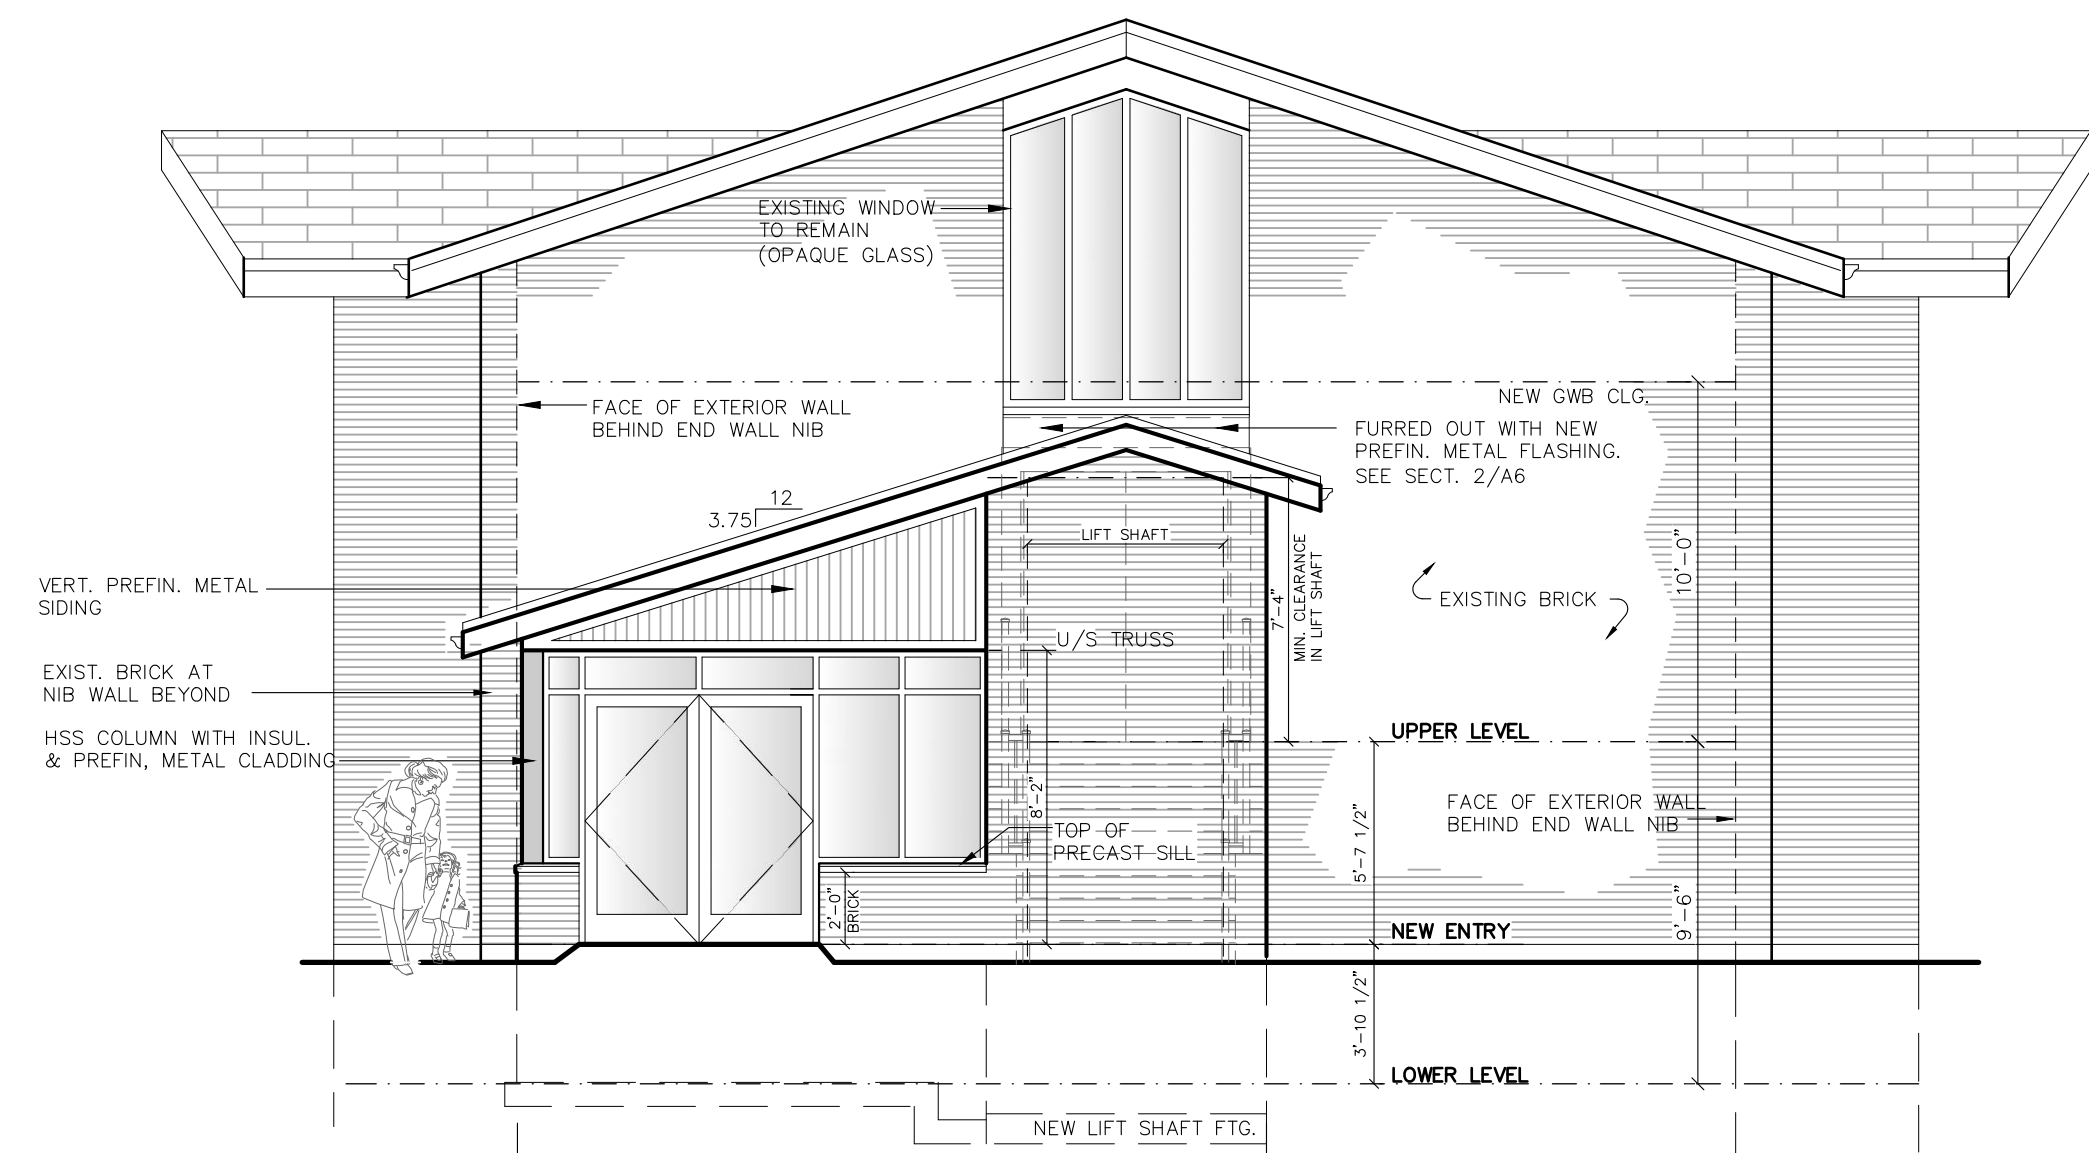 EXISTING WINDOW
TO REMAIN
(OPAQUE GLASS)
NEW GWB CLG.
FACE OF EXTERIOR WALL
BEHIND END WALL NIB
FURRED OUT WITH NEW
PREFIN. METAL FLASHING.
SEE SECT. 2/A6
12
3.75
LIFT SHAFT
10'-0"
7'-4"
MIN. CLEARANCE
IN LIFT SHAFT
VERT. PREFIN. METAL
SIDING
EXISTING BRICK
U/S TRUSS
EXIST. BRICK AT
NIB WALL BEYOND
HSS COLUMN WITH INSUL.
& PREFIN, METAL CLADDING
UPPER LEVEL
8'-2"
FACE OF EXTERIOR WALL
BEHIND END WALL NIB
TOP OF
PRECAST SILL
5'-7 1/2"
2'-0"
BRICK
9'-6"
NEW ENTRY
3'-10 1/2"
LOWER LEVEL
NEW LIFT SHAFT FTG.